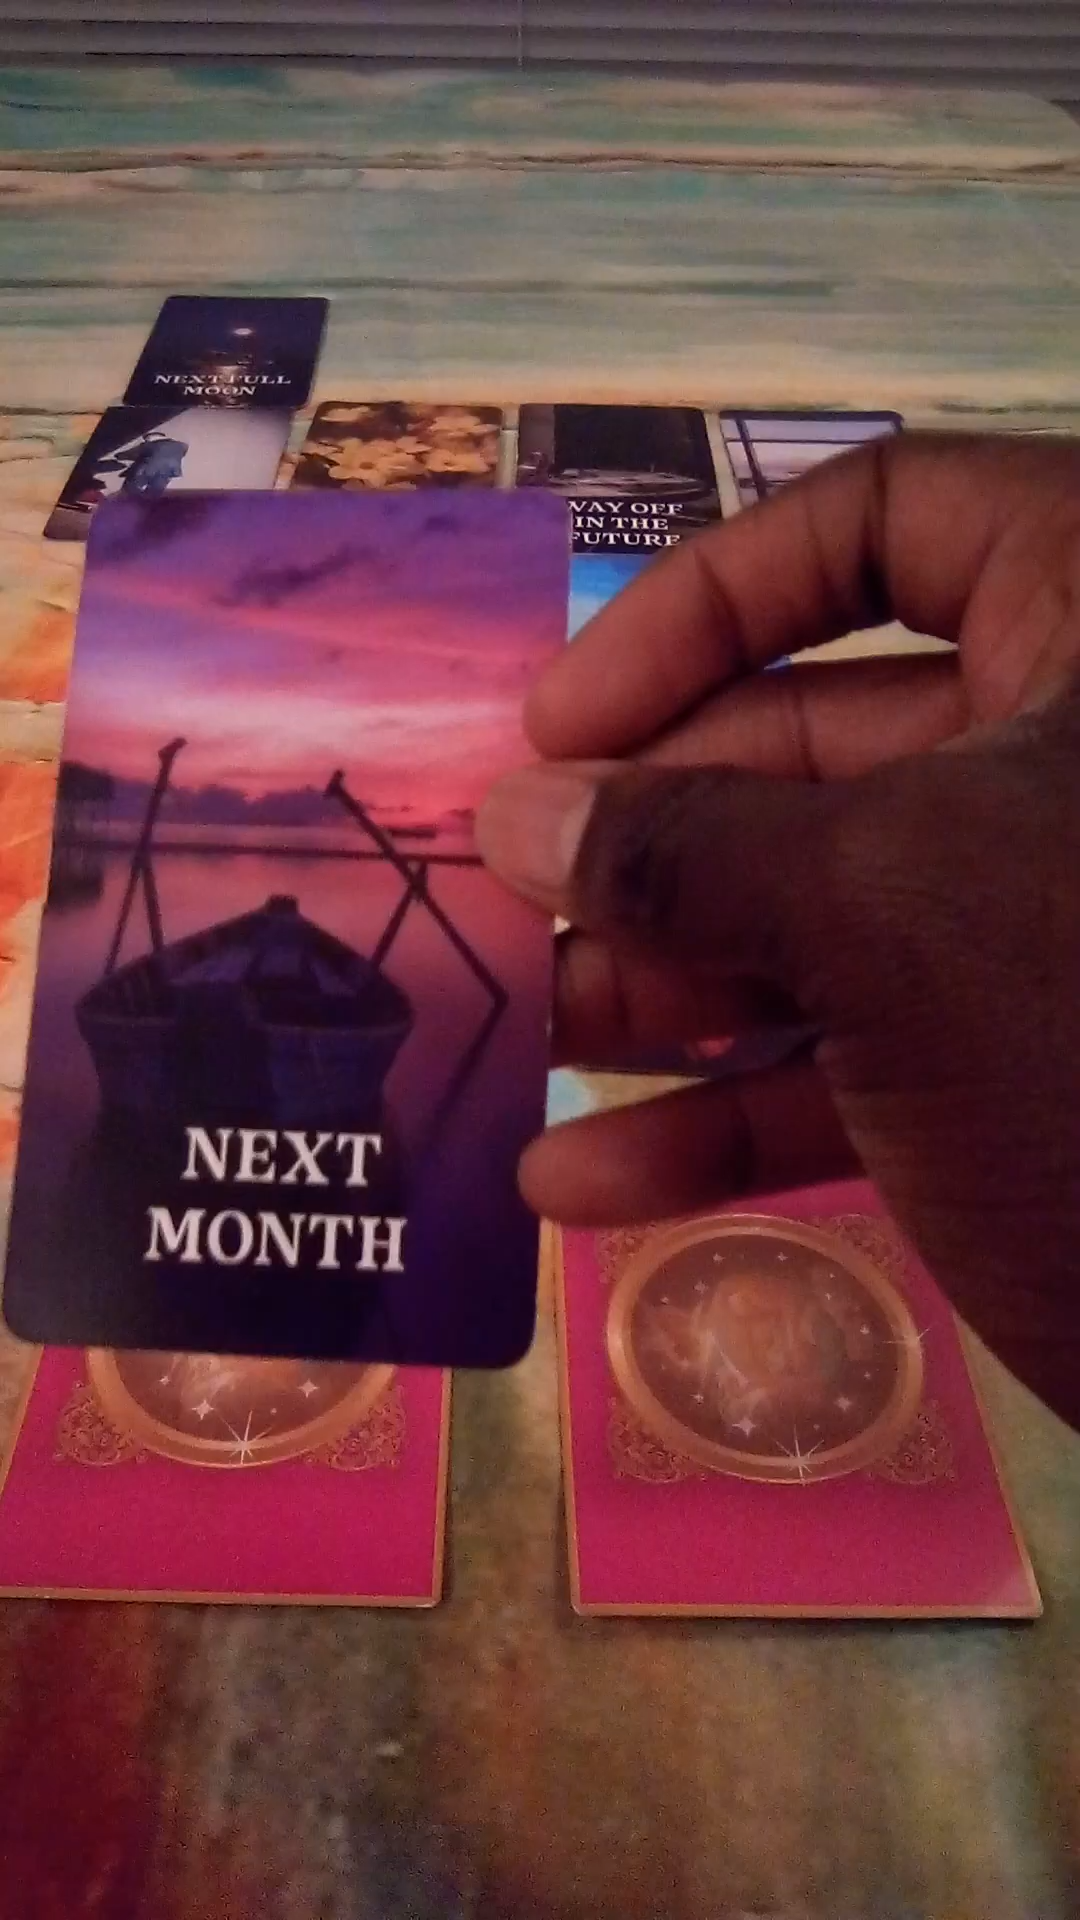 NEXT FULL
MOON
WAY OFF
IN THE
FUTURE
NEXT
MONTH